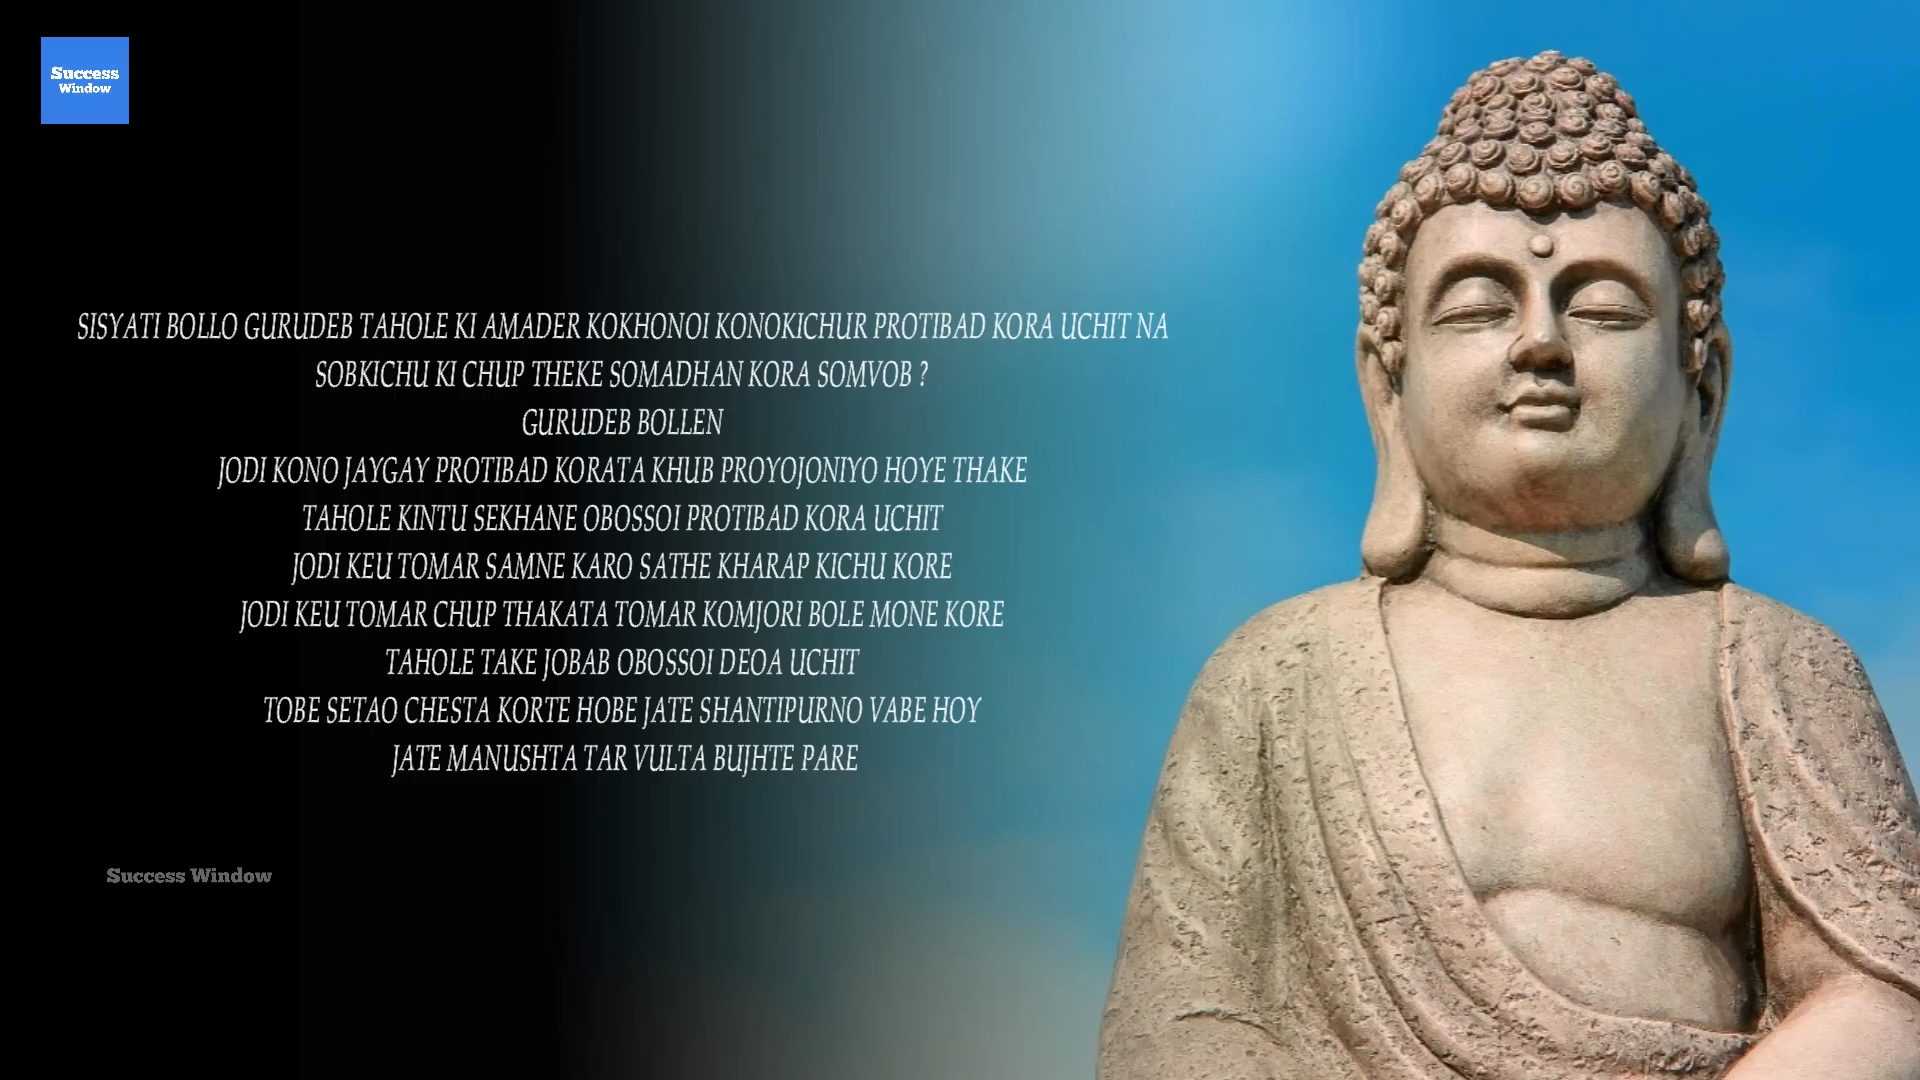 Success
Window
SISYATI BOLLO GURUDEB TAHOLE KI AMADER KOKHONOI KONOKICHUR PROTIBAD KORA UCHIT NA
SOBKICHU KI CHUP THEKE SOMADHAN KORA SOMVOB ?
GURUDEB BOLLEN
JODI KONO JAYGAY PROTIBAD KORATA KHUB PROYOJONIYO HOYE THAKE
TAHOLE KINTU SEKHANE OBOSSOI PROTIBAD KORA UCHIT
JODI KEU TOMAR SAMNE KARO SATHE KHARAP KICHU KORE
JODI KEU TOMAR CHUP THAKATA TOMAR KOMJORI BOLE MONE KORE
TAHOLE TAKE JOBAB OBOSSOI DEOA UCHIT
TOBE SETAO CHESTA KORTE HOBE JATE SHANTIPURNO VABE HOY
JATE MANUSHTA TAR VULTA BUJHTE PARE
Success Window